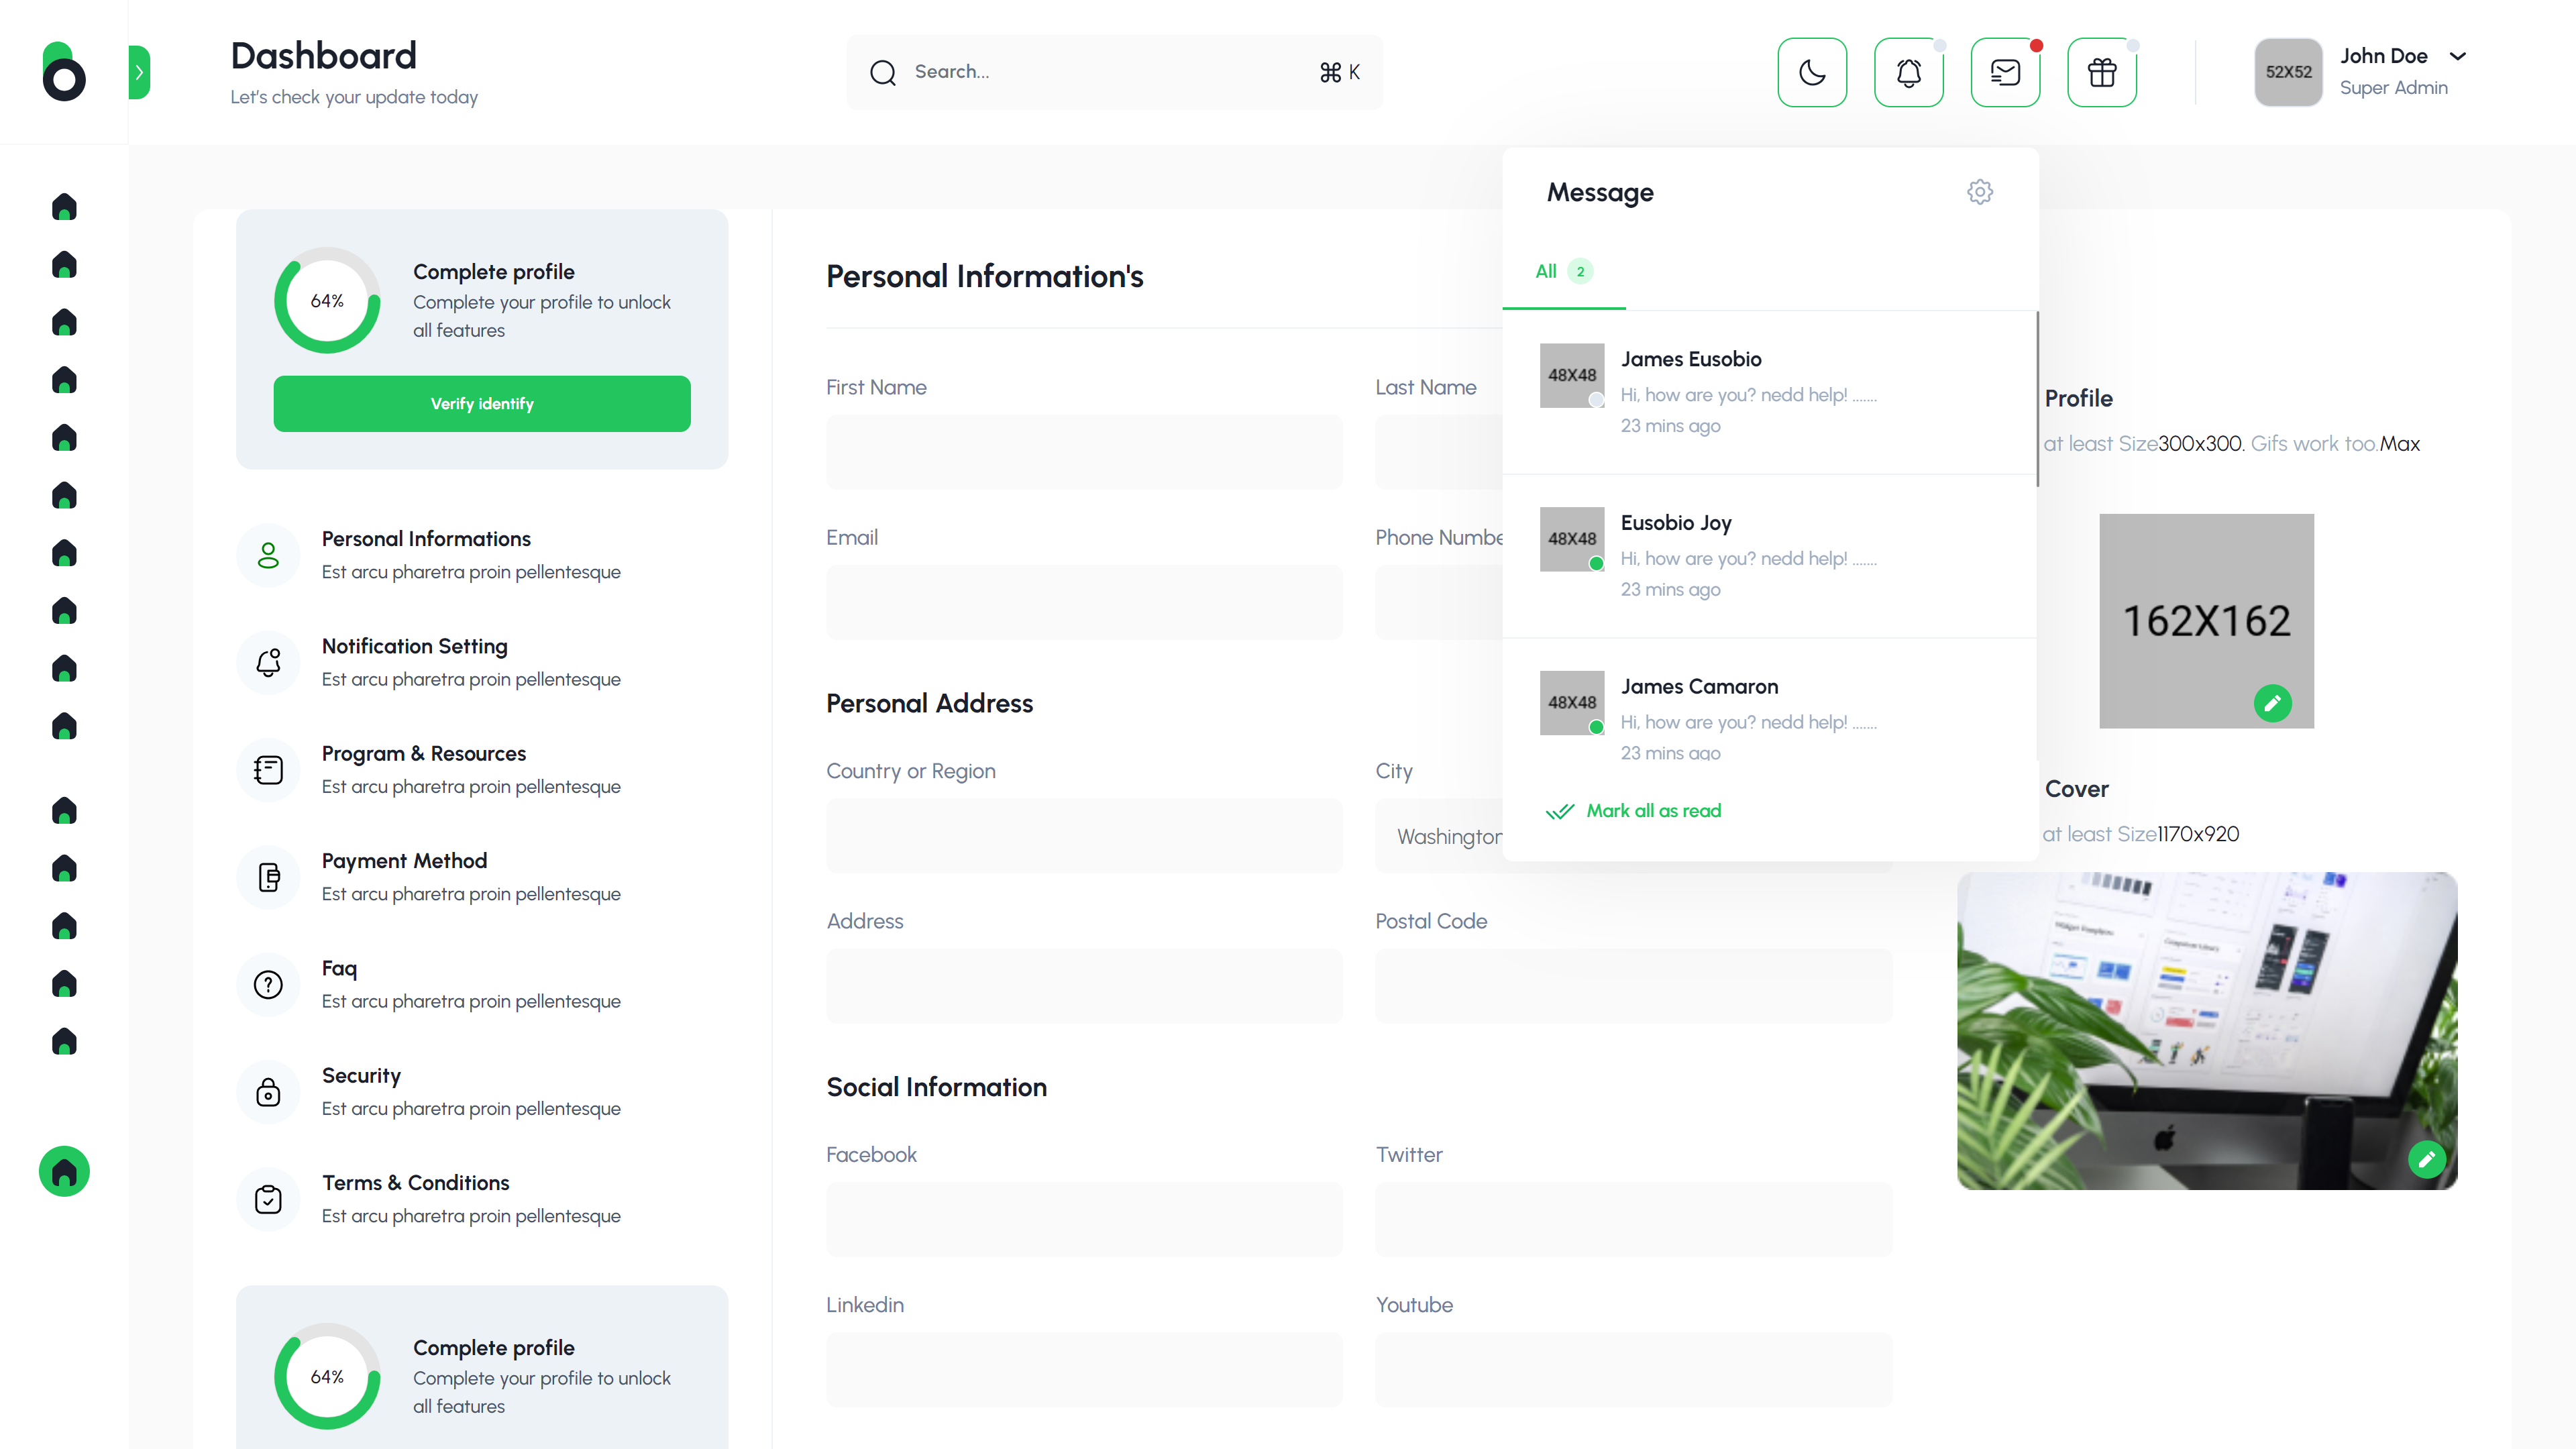 Dashboard
Let's check your update today
Search...
⌘ K
52X52
John Doe
Super Admin
64%
Complete profile
Complete your profile to unlock
all features
Verify identify
Personal Informations
Est arcu pharetra proin pellentesque
Notification Setting
Est arcu pharetra proin pellentesque
Program & Resources
Est arcu pharetra proin pellentesque
Payment Method
Est arcu pharetra proin pellentesque
Faq
Est arcu pharetra proin pellentesque
Security
Est arcu pharetra proin pellentesque
Terms & Conditions
Est arcu pharetra proin pellentesque
64%
Complete profile
Complete your profile to unlock
all features
Personal Information's
First Name
Last Name
Email
Phone Numbe
Personal Address
Country or Region
City
Washington
Address
Postal Code
Social Information
Facebook
Twitter
Linkedin
Youtube
Message
All 2
48X48
James Eusobio
Hi, how are you? nedd help! .......
23 mins ago
48X48
Eusobio Joy
Hi, how are you? nedd help! .......
23 mins ago
48X48
James Camaron
Hi, how are you? nedd help! .......
23 mins ago
Mark all as read
Profile
at least Size300x300. Gifs work too.Max
162X162
Cover
at least Size1170x920